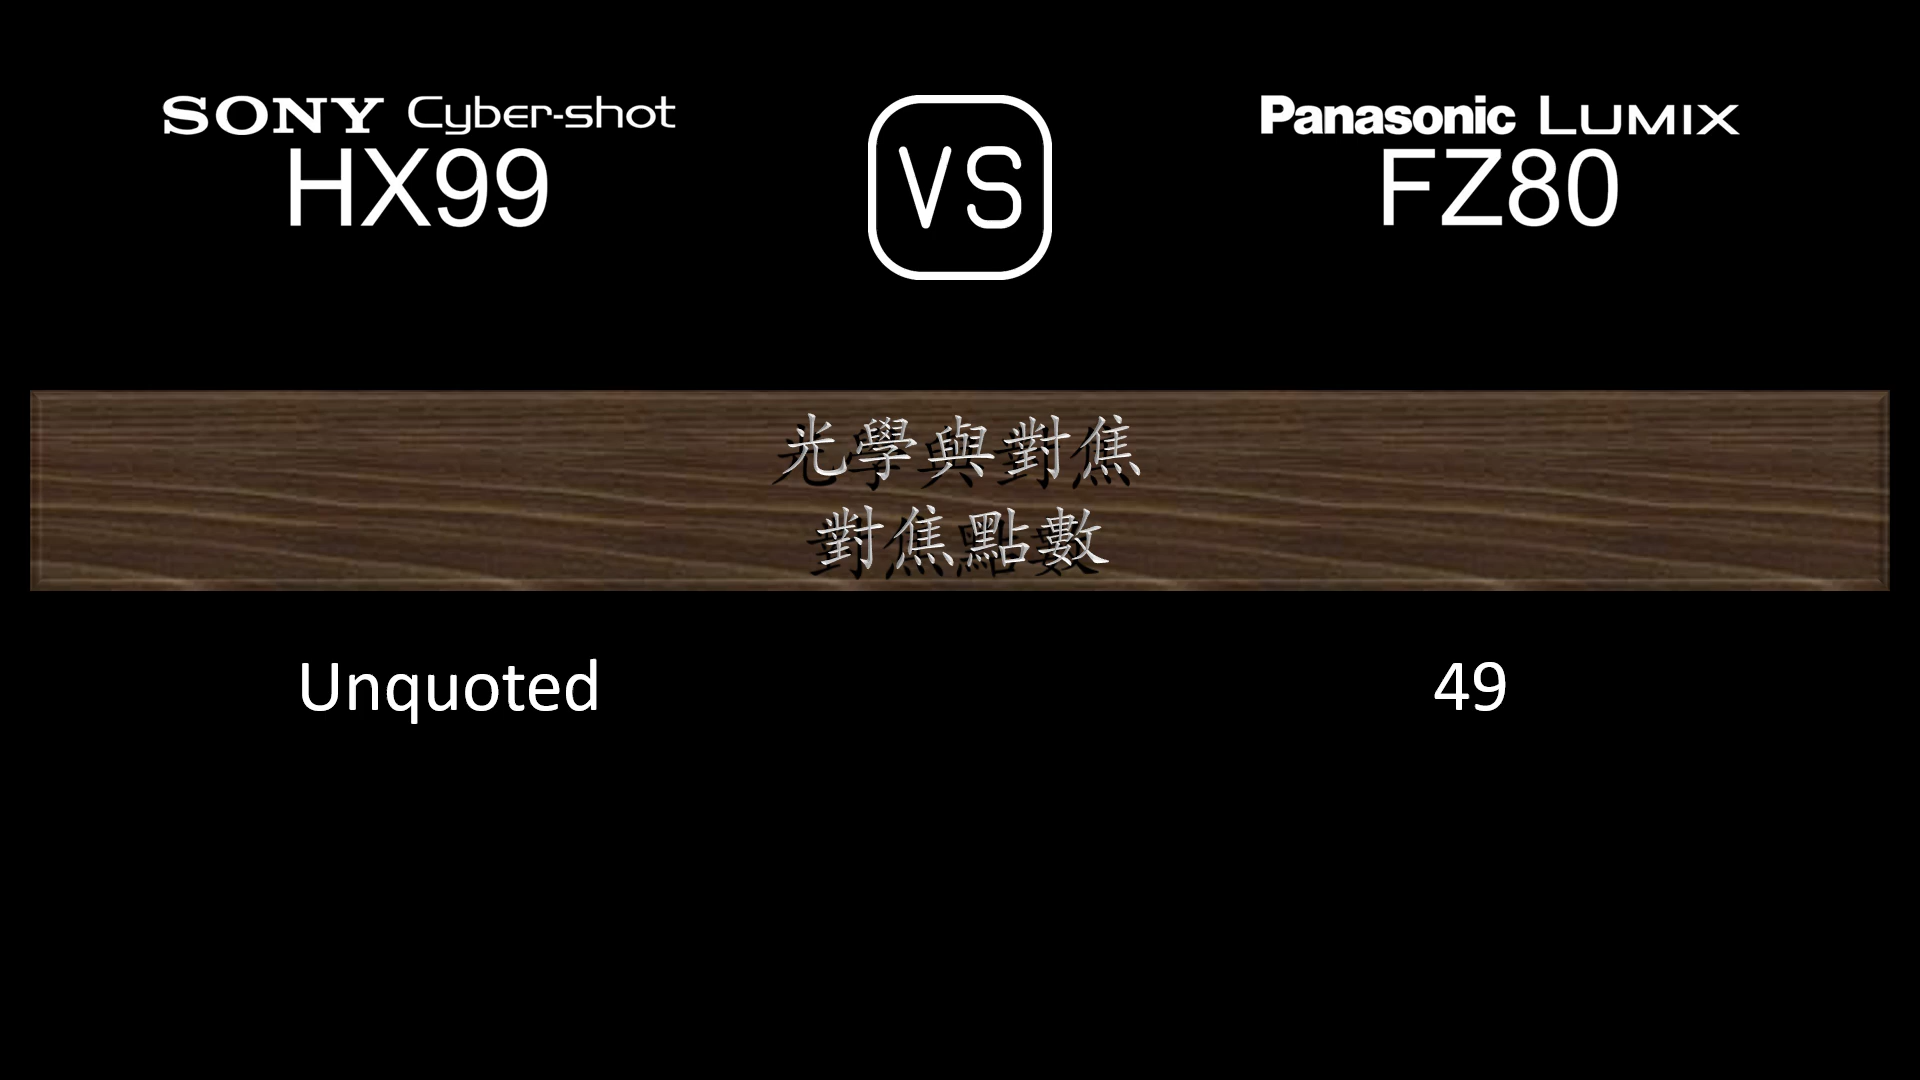 SONY Cyber-shot
HX99
VS
Panasonic LUMIX
FZ80
光學與對焦
對焦點數
Unquoted
49